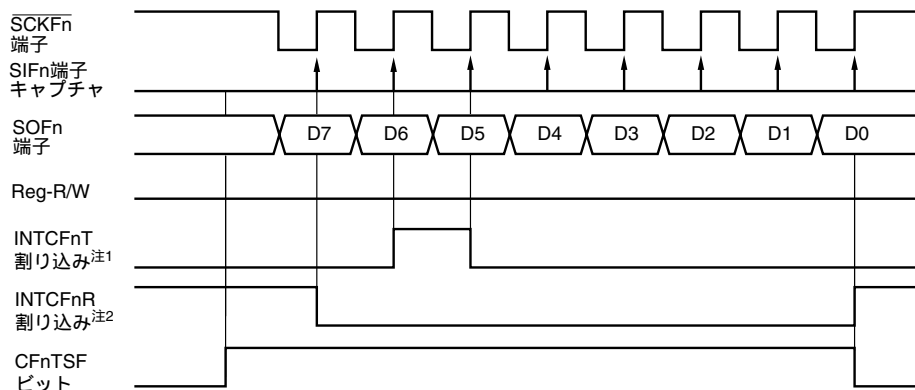 SCKFn
端子
SIFn端子
キャプチャ
SOFn
端子
D7 D6 D5 D4 D3 D2 D1 D0
Reg-R/W
INTCFnT
割り込み注1
INTCFnR
割り込み注2
CFnTSF
ビット